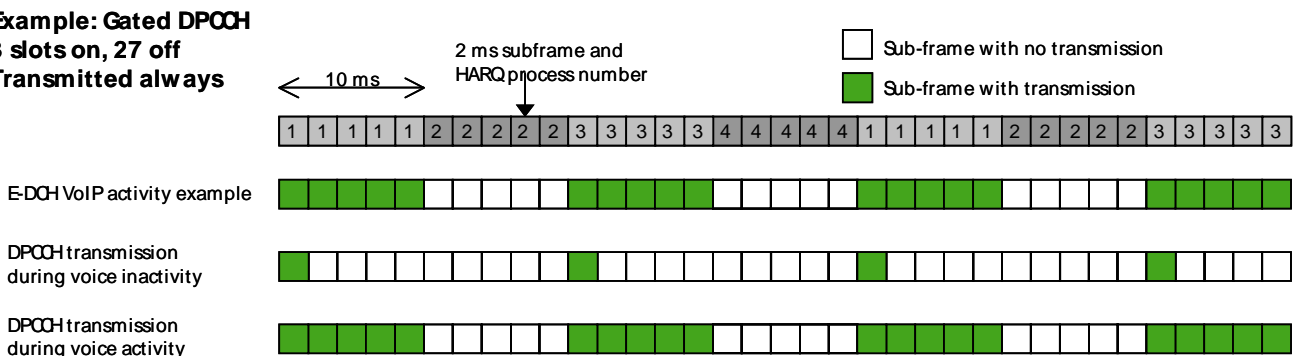 Example: Gated DPCCH
3 slots on, 27 off
Transmitted always
10 ms
2 ms subframe and
HARQ process number
Sub-frame with no transmission
Sub-frame with transmission
1 1 1 1 1 2 2 2 2 2 3 3 3 3 3 4 4 4 4 4 1 1 1 1 1 2 2 2 2 2 3 3 3 3 3
E-DCH VoIP activity example
DPCCH transmission
during voice inactivity
DPCCH transmission
during voice activity